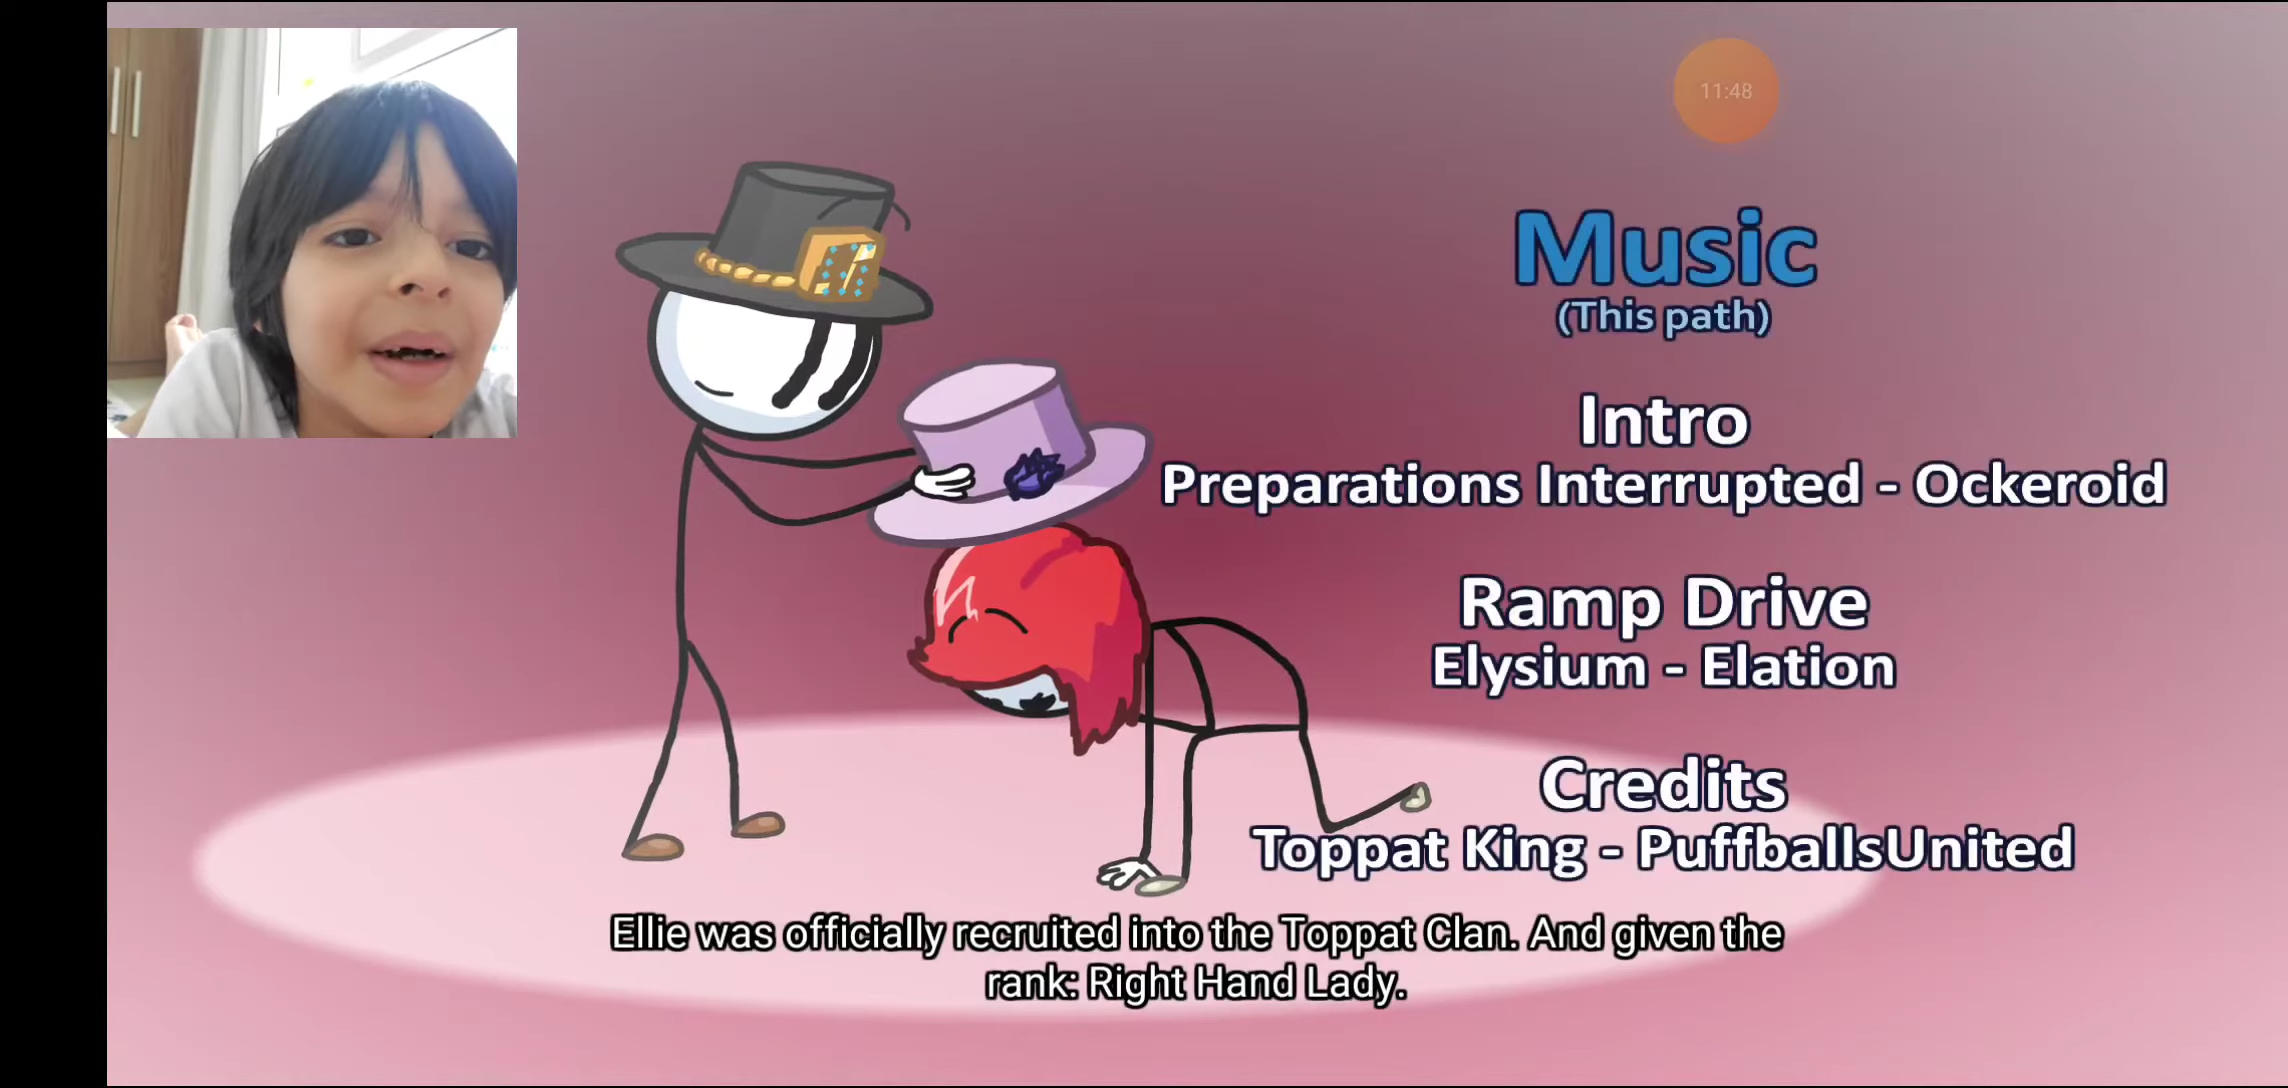 11:48
Music
(This path)
Intro
Preparations Interrupted - Ockeroid
Ramp Drive
Elysium - Elation
Credits
Toppat King - PuffballsUnited
Ellie was officially recruited into the Toppat Clan. And given the
rank: Right Hand Lady.